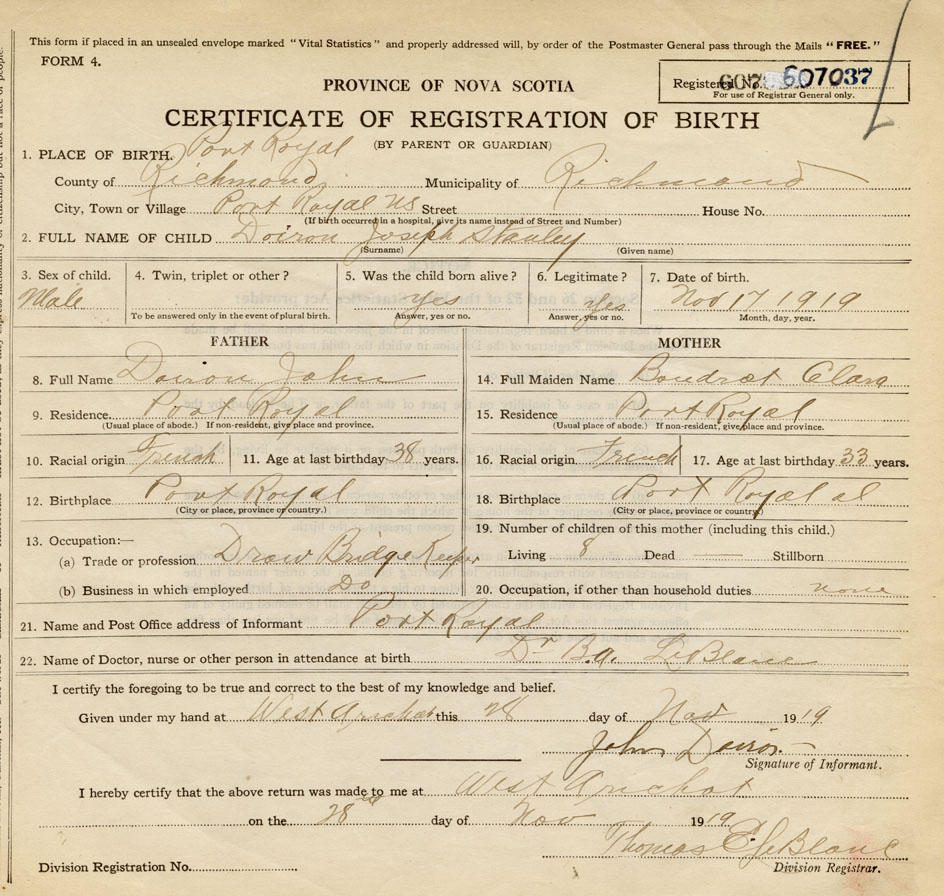 This form if placed in an unsealed envelope marked "Vital Statistics" and properly addressed will, by order of the Postmaster General pass through the Mails "FREE."
FORM 4.
Registered No. 607037
For use of Registrar General only.
PROVINCE OF NOVA SCOTIA
CERTIFICATE OF REGISTRATION OF BIRTH
(BY PARENT OR GUARDIAN)
1. PLACE OF BIRTH. Port Royal
County of Richmond Municipality of Richmond
City, Town or Village Port Royal NS Street House No.
(If birth occurred in a hospital, give its name instead of Street and Number)
2. FULL NAME OF CHILD Doiron Joseph Stanley
(Surname) (Given name)
3. Sex of child. 4. Twin, triplet or other? 5. Was the child born alive? 6. Legitimate? 7. Date of birth.
Male yes yes Nov 17 1919
To be answered only in the event of plural birth. Answer, yes or no. Answer, yes or no. Month, day, year.
FATHER MOTHER
8. Full Name Doiron John 14. Full Maiden Name Boudrot Clara
9. Residence. Port Royal 15. Residence Port Royal
(Usual place of abode.) If non-resident, give place and province. (Usual place of abode.) If non-resident, give place and province.
10. Racial origin French 11. Age at last birthday 38 years. 16. Racial origin French 17. Age at last birthday 33 years.
12. Birthplace Port Royal 18. Birthplace Port Royal
(City or place, province or country.) (City or place, province or country)
13. Occupation:— 19. Number of children of this mother (including this child.)
(a) Trade or profession Draw Bridge Keeper Living 8 Dead — Stillborn
(b) Business in which employed Do 20. Occupation, if other than household duties none
21. Name and Post Office address of Informant Port Royal
22. Name of Doctor, nurse or other person in attendance at birth Dr B.A. LeBlanc
I certify the foregoing to be true and correct to the best of my knowledge and belief.
Given under my hand at West Arichat this 28 day of Nov 1919
John Doiron
Signature of Informant.
I hereby certify that the above return was made to me at West Arichat
on the 28 day of Nov 1919
Thomas E LeBlanc
Division Registration No. Division Registrar.